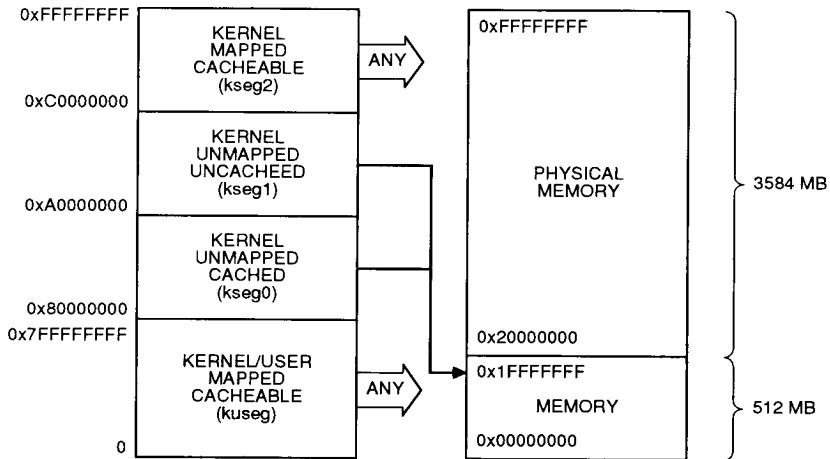 0xFFFFFFFF
KERNEL
MAPPED
CACHEABLE
(kseg2)
ANY
0xC0000000
KERNEL
UNMAPPED
UNCACHEED
(kseg1)
0xA0000000
KERNEL
UNMAPPED
CACHED
(kseg0)
0x80000000
0x7FFFFFFFF
KERNEL/USER
MAPPED
CACHEABLE
(kuseg)
ANY
0
0xFFFFFFFF
PHYSICAL
MEMORY
0x20000000
0x1FFFFFFF
MEMORY
0x00000000
3584 MB
512 MB